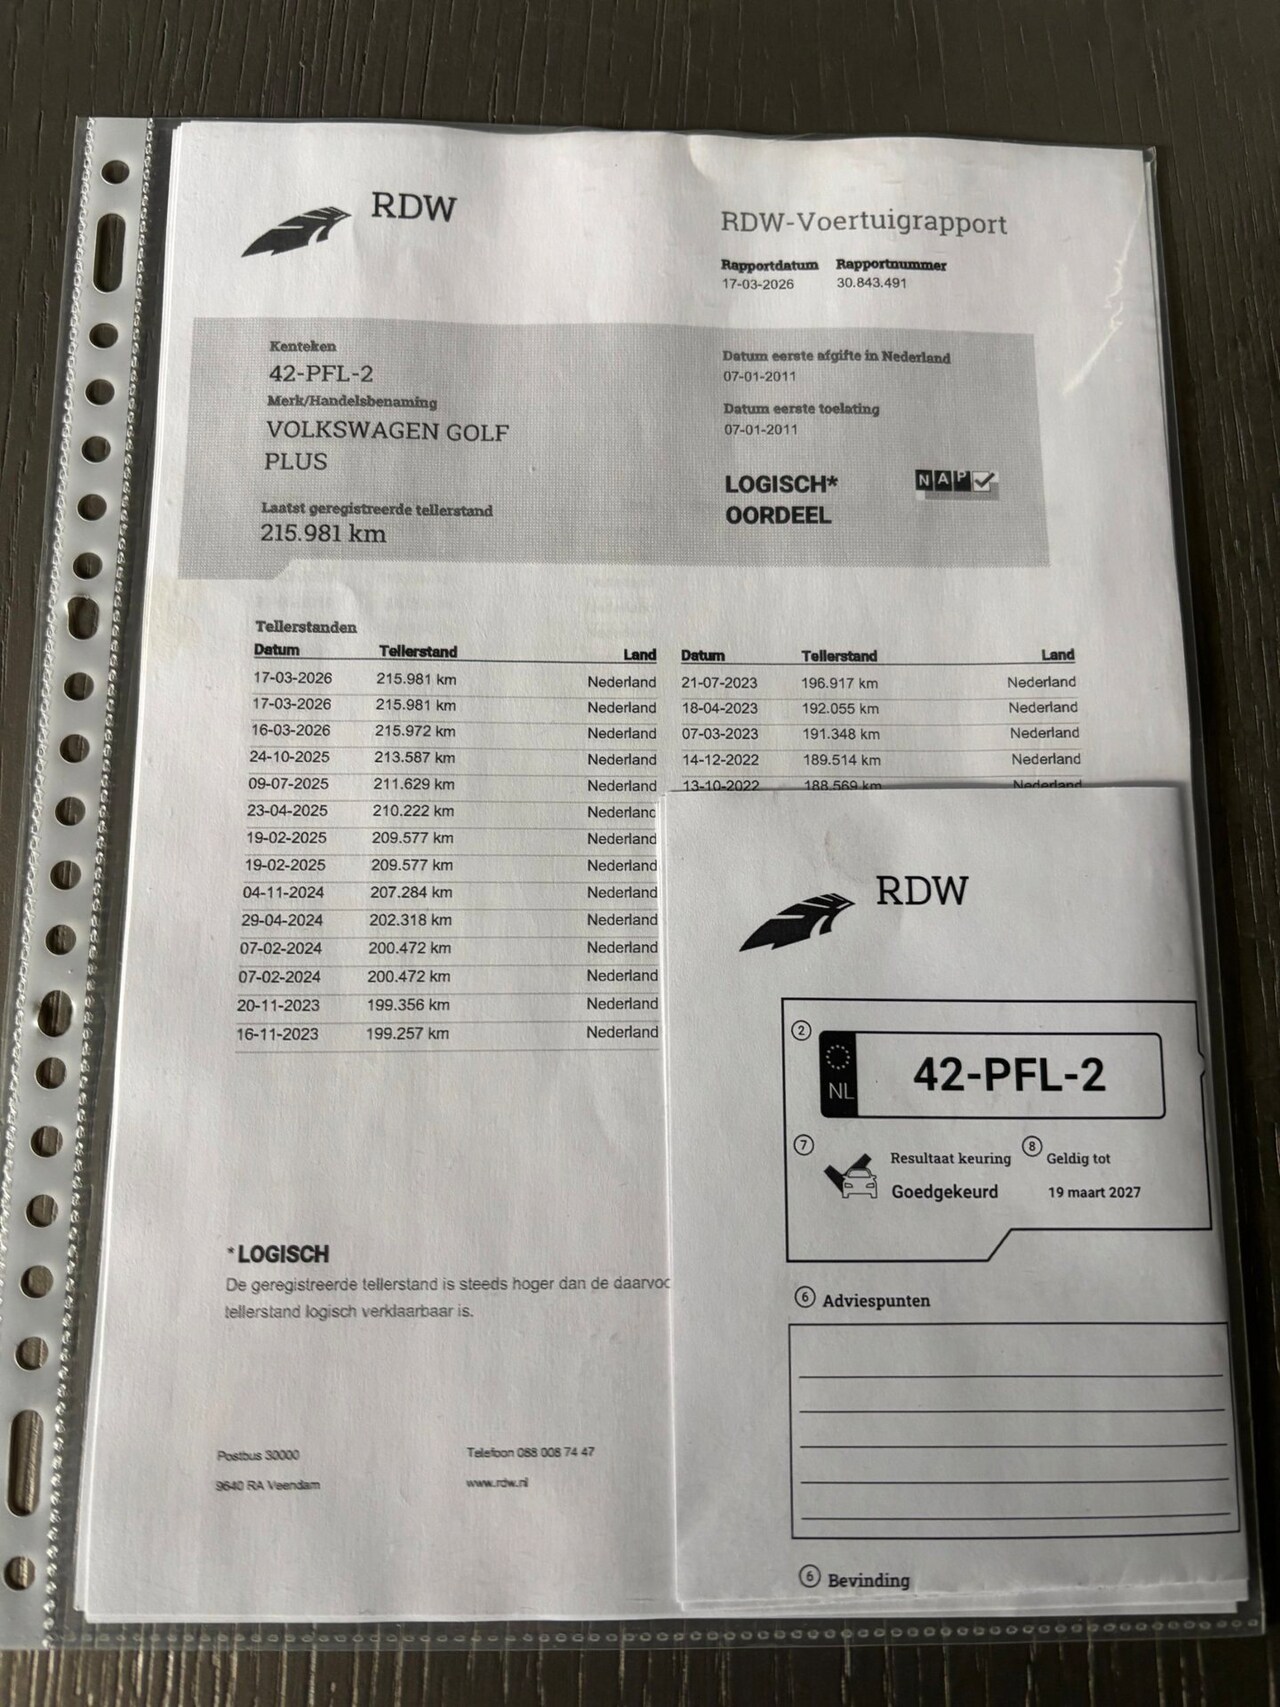 RDW
RDW-Voertuigrapport
Rapportdatum Rapportnummer
17-03-2026 30.843.491
Kenteken
42-PFL-2
Merk/Handelsbenaming
VOLKSWAGEN GOLF
PLUS
Laatst geregistreerde tellerstand
215.981 km
Datum eerste afgifte in Nederland
07-01-2011
Datum eerste toelating
07-01-2011
LOGISCH*
OORDEEL
NAP
Tellerstanden
Datum Tellerstand Land
17-03-2026 215.981 km Nederland
17-03-2026 215.981 km Nederland
16-03-2026 215.972 km Nederland
24-10-2025 213.587 km Nederland
09-07-2025 211.629 km Nederland
23-04-2025 210.222 km Nederland
19-02-2025 209.577 km Nederland
19-02-2025 209.577 km Nederland
04-11-2024 207.284 km Nederland
29-04-2024 202.318 km Nederland
07-02-2024 200.472 km Nederland
07-02-2024 200.472 km Nederland
20-11-2023 199.356 km Nederland
16-11-2023 199.257 km Nederland
Datum Tellerstand Land
21-07-2023 196.917 km Nederland
18-04-2023 192.055 km Nederland
07-03-2023 191.348 km Nederland
14-12-2022 189.514 km Nederland
13-10-2022 188.569 km Nederland
* LOGISCH
De geregistreerde tellerstand is steeds hoger dan de
tellerstand logisch verklaarbaar is.
Postbus 30000
9640 RA Veendam
Telefoon 088 008 74 47
www.rdw.nl
RDW
2
NL 42-PFL-2
7 Resultaat keuring 8 Geldig tot
Goedgekeurd 19 maart 2027
6 Adviespunten
6 Bevinding